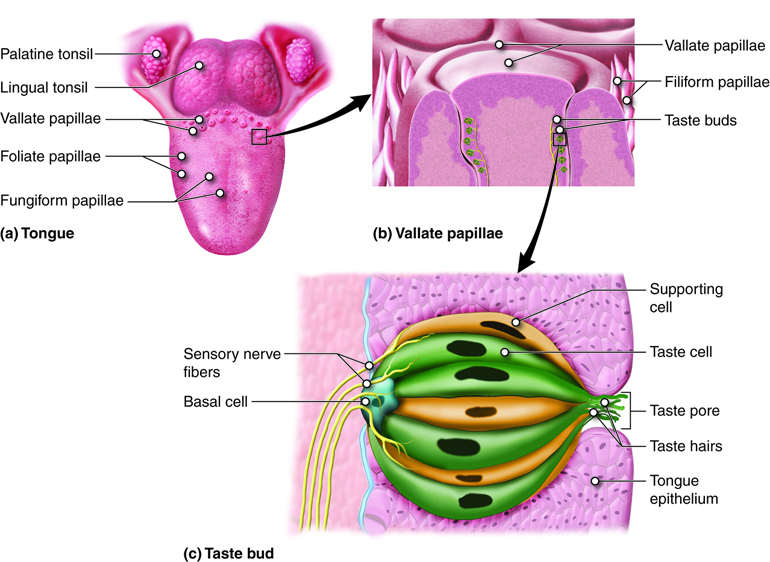 Palatine tonsil
Lingual tonsil
Vallate papillae
Foliate papillae
Fungiform papillae
(a) Tongue
Vallate papillae
Filiform papillae
Taste buds
(b) Vallate papillae
Sensory nerve
fibers
Basal cell
Supporting
cell
Taste cell
Taste pore
Taste hairs
Tongue
epithelium
(c) Taste bud